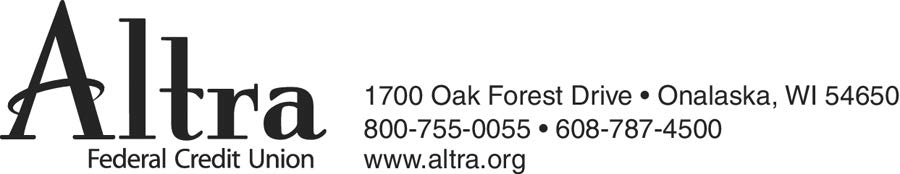 Altra
Federal Credit Union
1700 Oak Forest Drive • Onalaska, WI 54650
800-755-0055 • 608-787-4500
www.altra.org